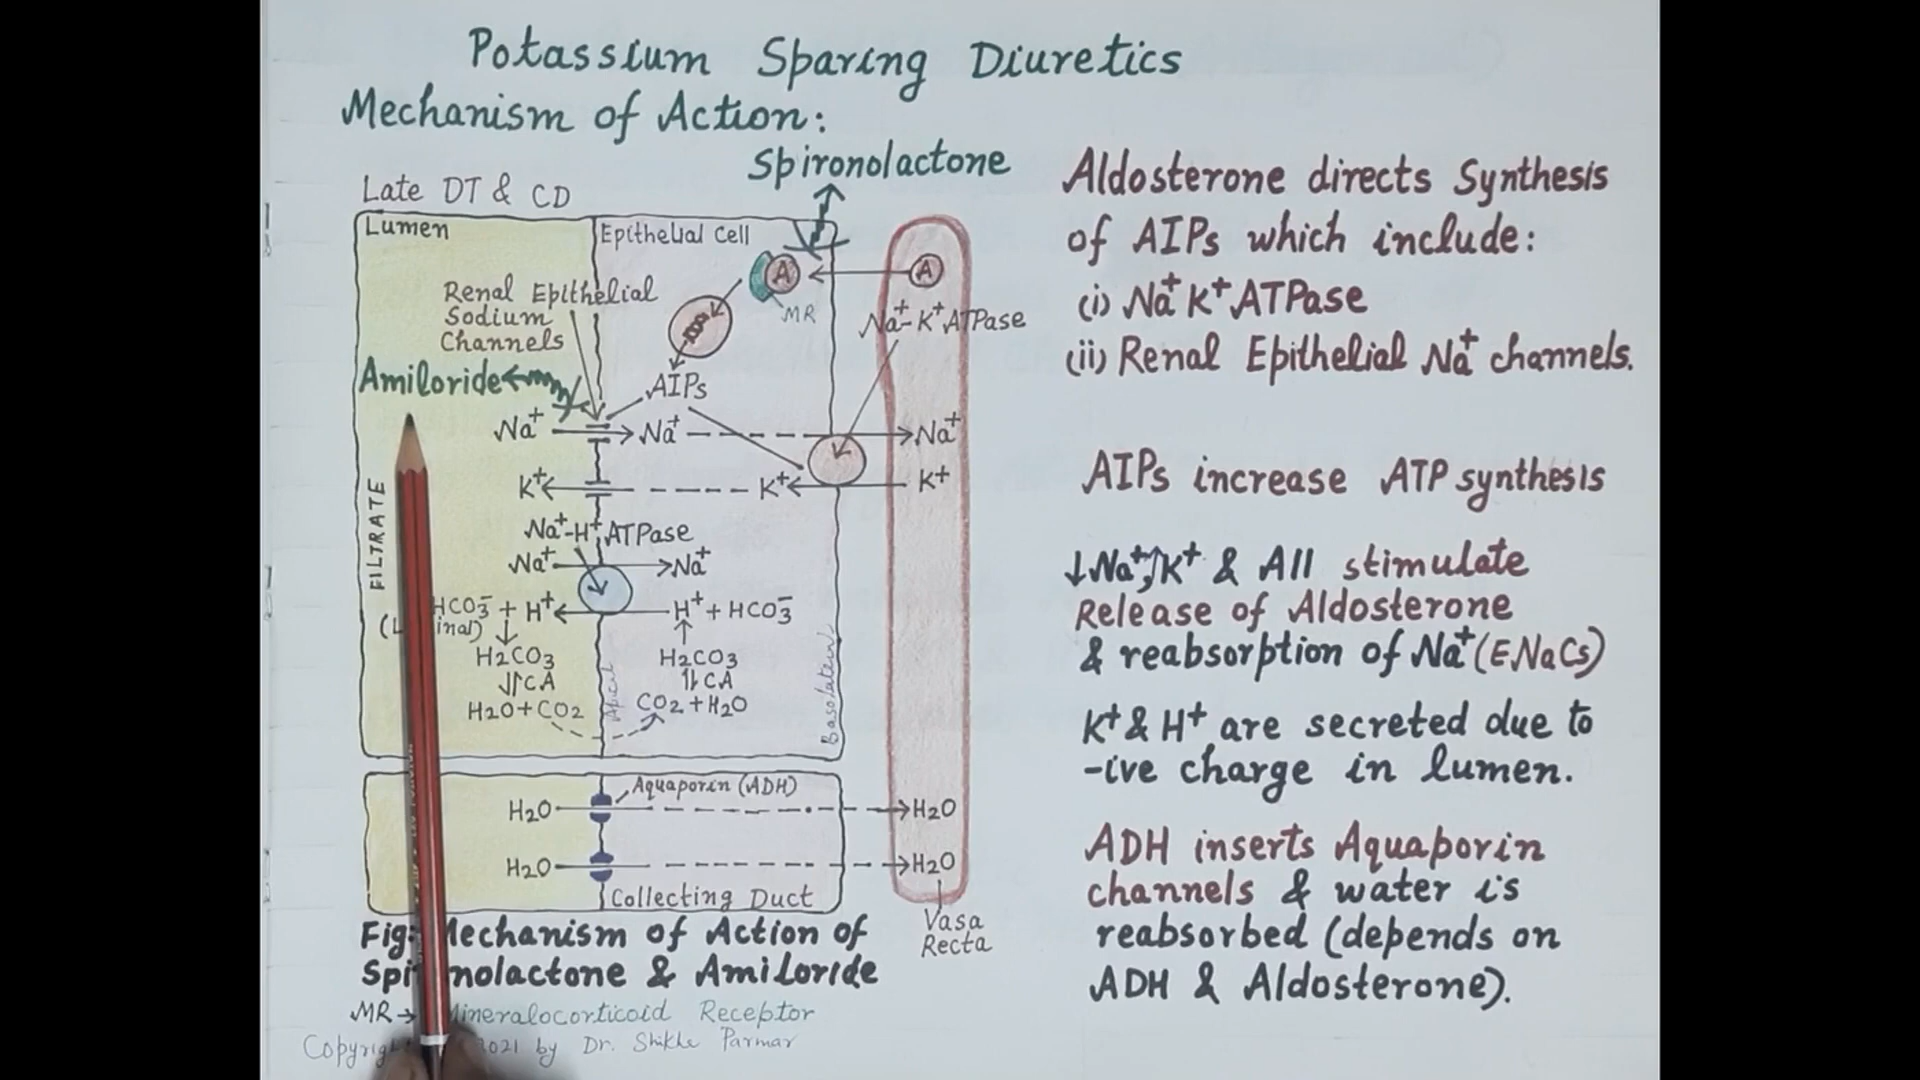 Potassium Sparing Diuretics
Mechanism of Action:
Spironolactone
Late DT & CD
Lumen
Epithelial Cell
A
A
MR
Renal Epithelial
Sodium
Channels
Na+-K+ATPase
Amiloride
AIPs
Na+
Na+
Na+
K+
K+
K+
FILTRATE
Na+-H+ATPase
Na+
Na+
HCO3- + H+
H+ + HCO3-
H2CO3
H2CO3
CA
CA
H2O+CO2
CO2+H2O
Apical
Basolateral
Aquaporin (ADH)
H2O
H2O
H2O
H2O
Collecting Duct
Vasa
Recta
Fig: Mechanism of Action of
Spironolactone & Amiloride
MR→ Mineralocorticoid Receptor
2021 by Dr. Shikha Parmar
Aldosterone directs Synthesis
of AIPs which include:
(i) Na+K+ATPase
(ii) Renal Epithelial Na+ channels.
AIPs increase ATP synthesis
↓Na+,↑K+ & AII stimulate
Release of Aldosterone
& reabsorption of Na+(ENaCs)
K+ & H+ are secreted due to
-ive charge in lumen.
ADH inserts Aquaporin
channels & water is
reabsorbed (depends on
ADH & Aldosterone).